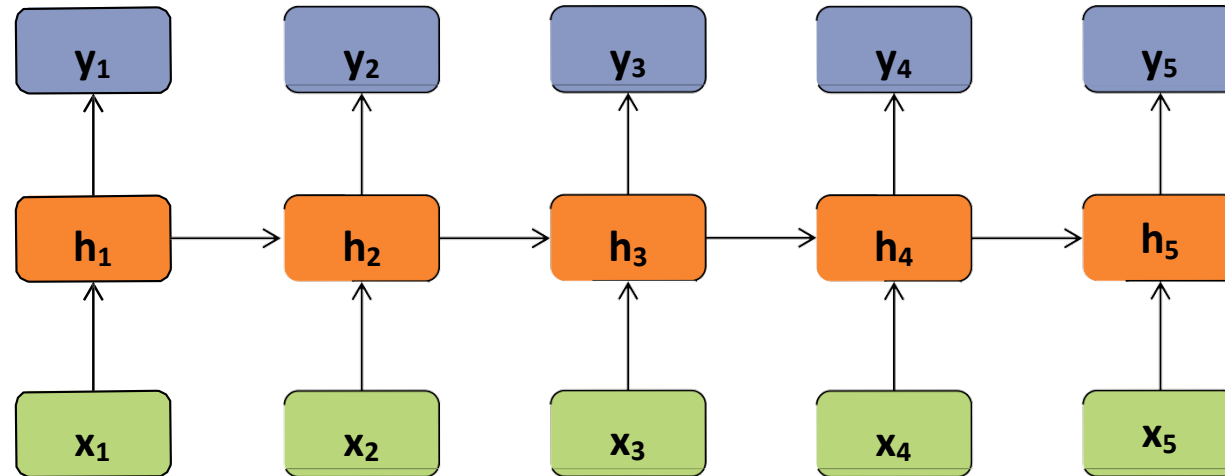 y₁ y₂ y₃ y₄ y₅
h₁ h₂ h₃ h₄ h₅
x₁ x₂ x₃ x₄ x₅